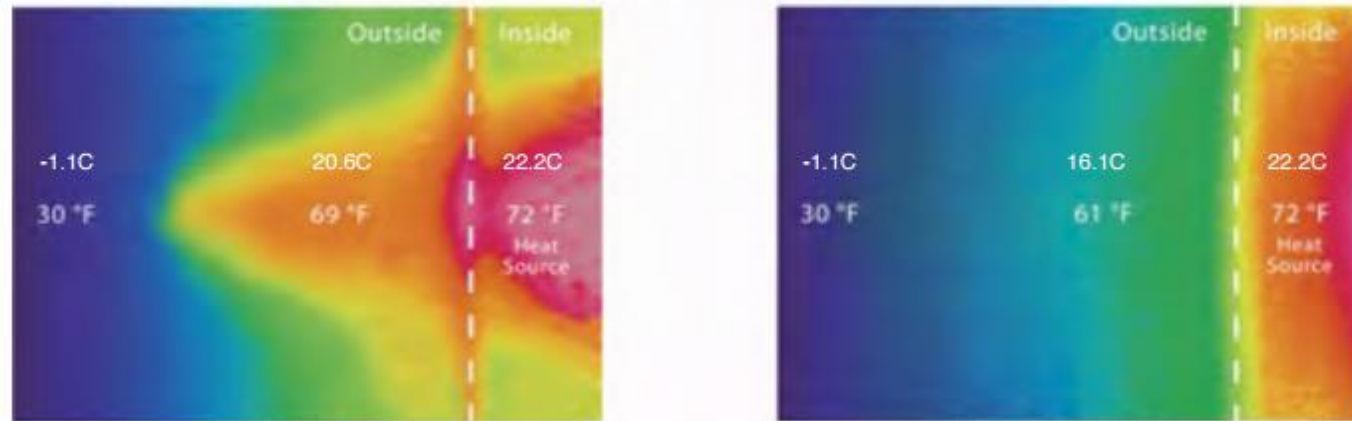 Outside Inside
-1.1C 20.6C 22.2C
30 °F 69 °F 72 °F
Heat
Source
Outside Inside
-1.1C 16.1C 22.2C
30 °F 61 °F 72 °F
Heat
Source